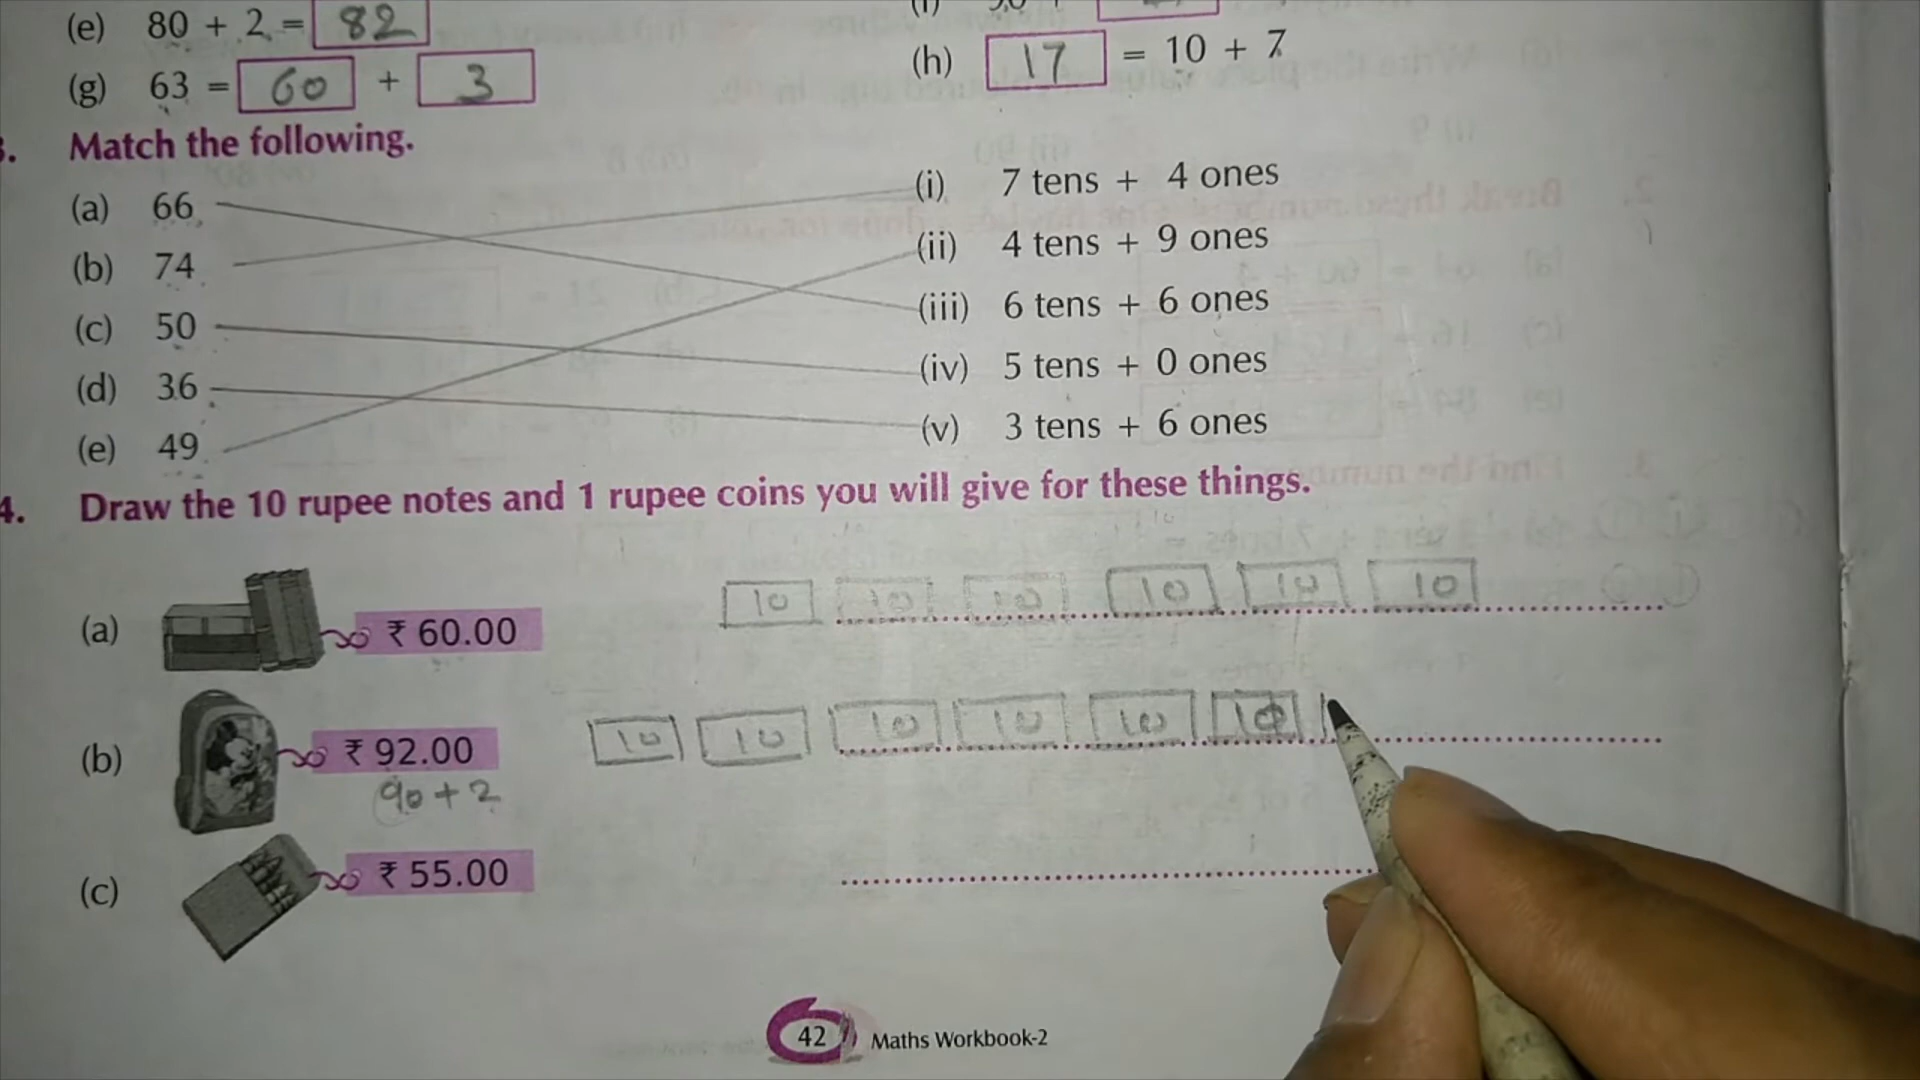 (e) 80 + 2 = 82
(g) 63 = 60 + 3
(h) 17 = 10 + 7
Match the following.
(a) 66 (i) 7 tens + 4 ones
(b) 74 (ii) 4 tens + 9 ones
(c) 50 (iii) 6 tens + 6 ones
(d) 36 (iv) 5 tens + 0 ones
(e) 49 (v) 3 tens + 6 ones
4. Draw the 10 rupee notes and 1 rupee coins you will give for these things.
(a) ₹ 60.00 10 10 10 10 10 10
(b) ₹ 92.00 10 10 10 10 10 10
90 + 2
(c) ₹ 55.00
42 Maths Workbook-2